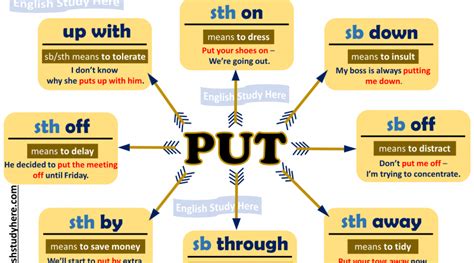 English Study Here
up with
sb/sth means to tolerate
I don't know
why she puts up with him.
sth on
means to dress
Put your shoes on –
We're going out.
sb down
means to insult
My boss is always putting
me down.
English Study Here
sth off
means to delay
He decided to put the meeting
off until Friday.
PUT
sb off
means to distract
Don't put me off –
I'm trying to concentrate.
English Study Here
sth by
means to save money
We'll start to put by extra
sb through
sth away
means to tidy
Put your toys away now
shstudyhere.com